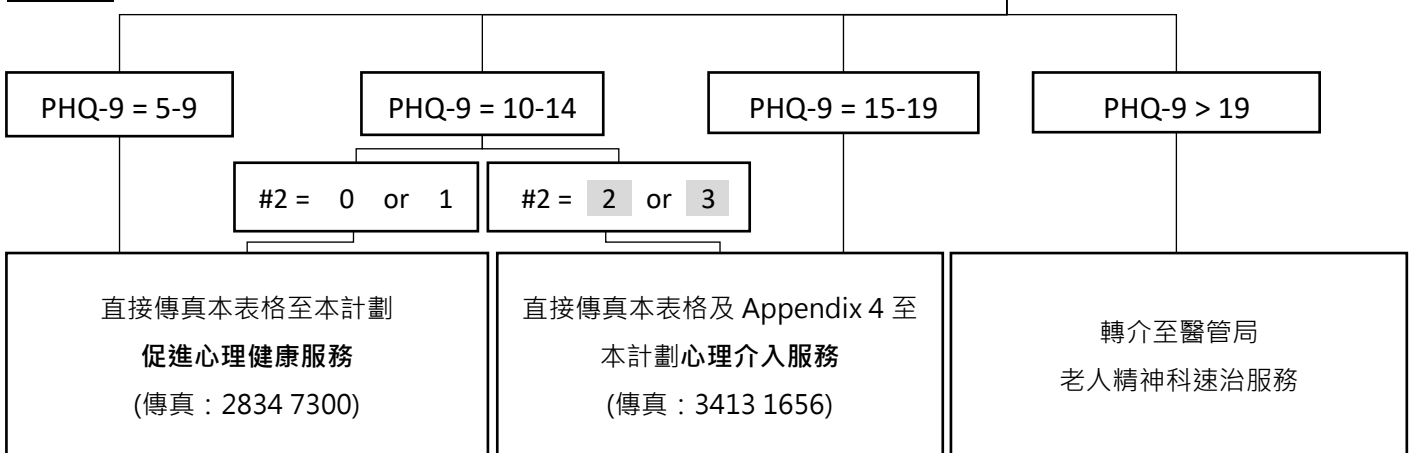 PHQ-9 = 5-9
PHQ-9 = 10-14
PHQ-9 = 15-19
PHQ-9 > 19
#2 = 0 or 1
#2 = 2 or 3
直接傳真本表格至本計劃
促進心理健康服務
(傳真：2834 7300)
直接傳真本表格及 Appendix 4 至
本計劃心理介入服務
(傳真：3413 1656)
轉介至醫管局
老人精神科速治服務